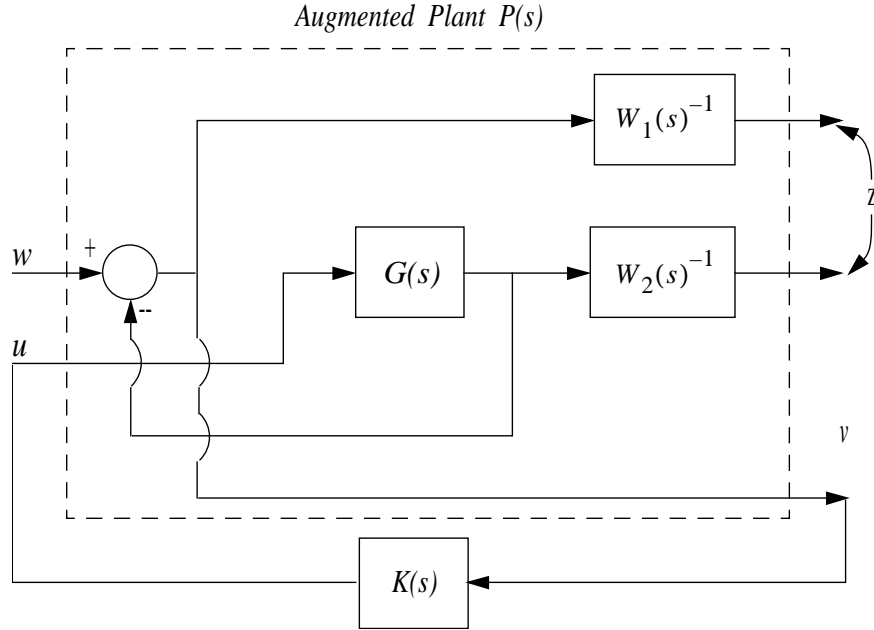 Augmented Plant P(s)
W₁(s)⁻¹
z
w
+
G(s)
W₂(s)⁻¹
--
u
v
K(s)